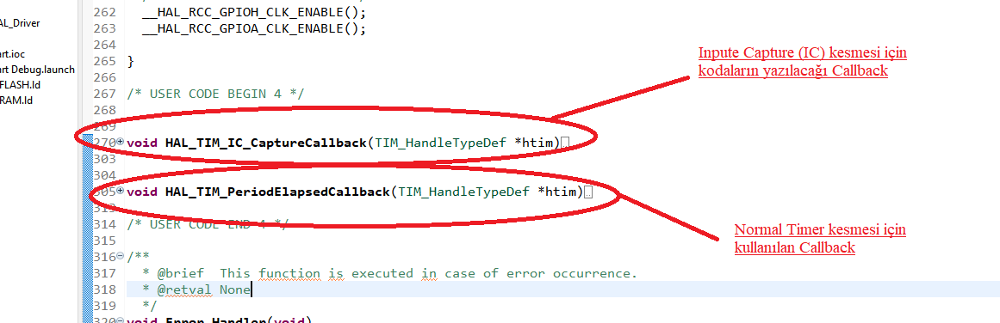 262 __HAL_RCC_GPIOH_CLK_ENABLE();
AL_Driver
263 __HAL_RCC_GPIOA_CLK_ENABLE();
264
art.ioc
Inpute Capture (IC) kesmesi için
265 }
art Debug.launch
kodaların yazılacağı Callback
266
FLASH.ld
267 /* USER CODE BEGIN 4 */
RAM.ld
268
269
270 void HAL_TIM_IC_CaptureCallback(TIM_HandleTypeDef *htim)
303
304
305 void HAL_TIM_PeriodElapsedCallback(TIM_HandleTypeDef *htim)
313
314 /* USER CODE END 4 */
Normal Timer kesmesi için
315
kullanılan Callback
316 /**
317 * @brief This function is executed in case of error occurrence.
318 * @retval None
319 */
320 void Error_Handler(void)